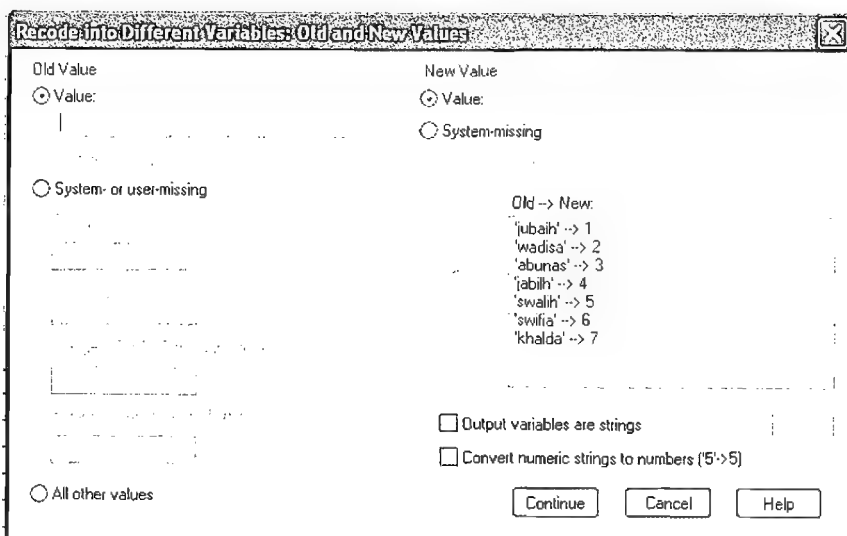 Recode into Different Variables: Old and New Values
Old Value
Value:
System- or user-missing
All other values
New Value
Value:
System-missing
Old --> New:
'jubaih' --> 1
'wadisa' --> 2
'abunas' --> 3
'jabilh' --> 4
'swalih' --> 5
'swifia' --> 6
'khalda' --> 7
Output variables are strings
Convert numeric strings to numbers ('5'->5)
Continue
Cancel
Help